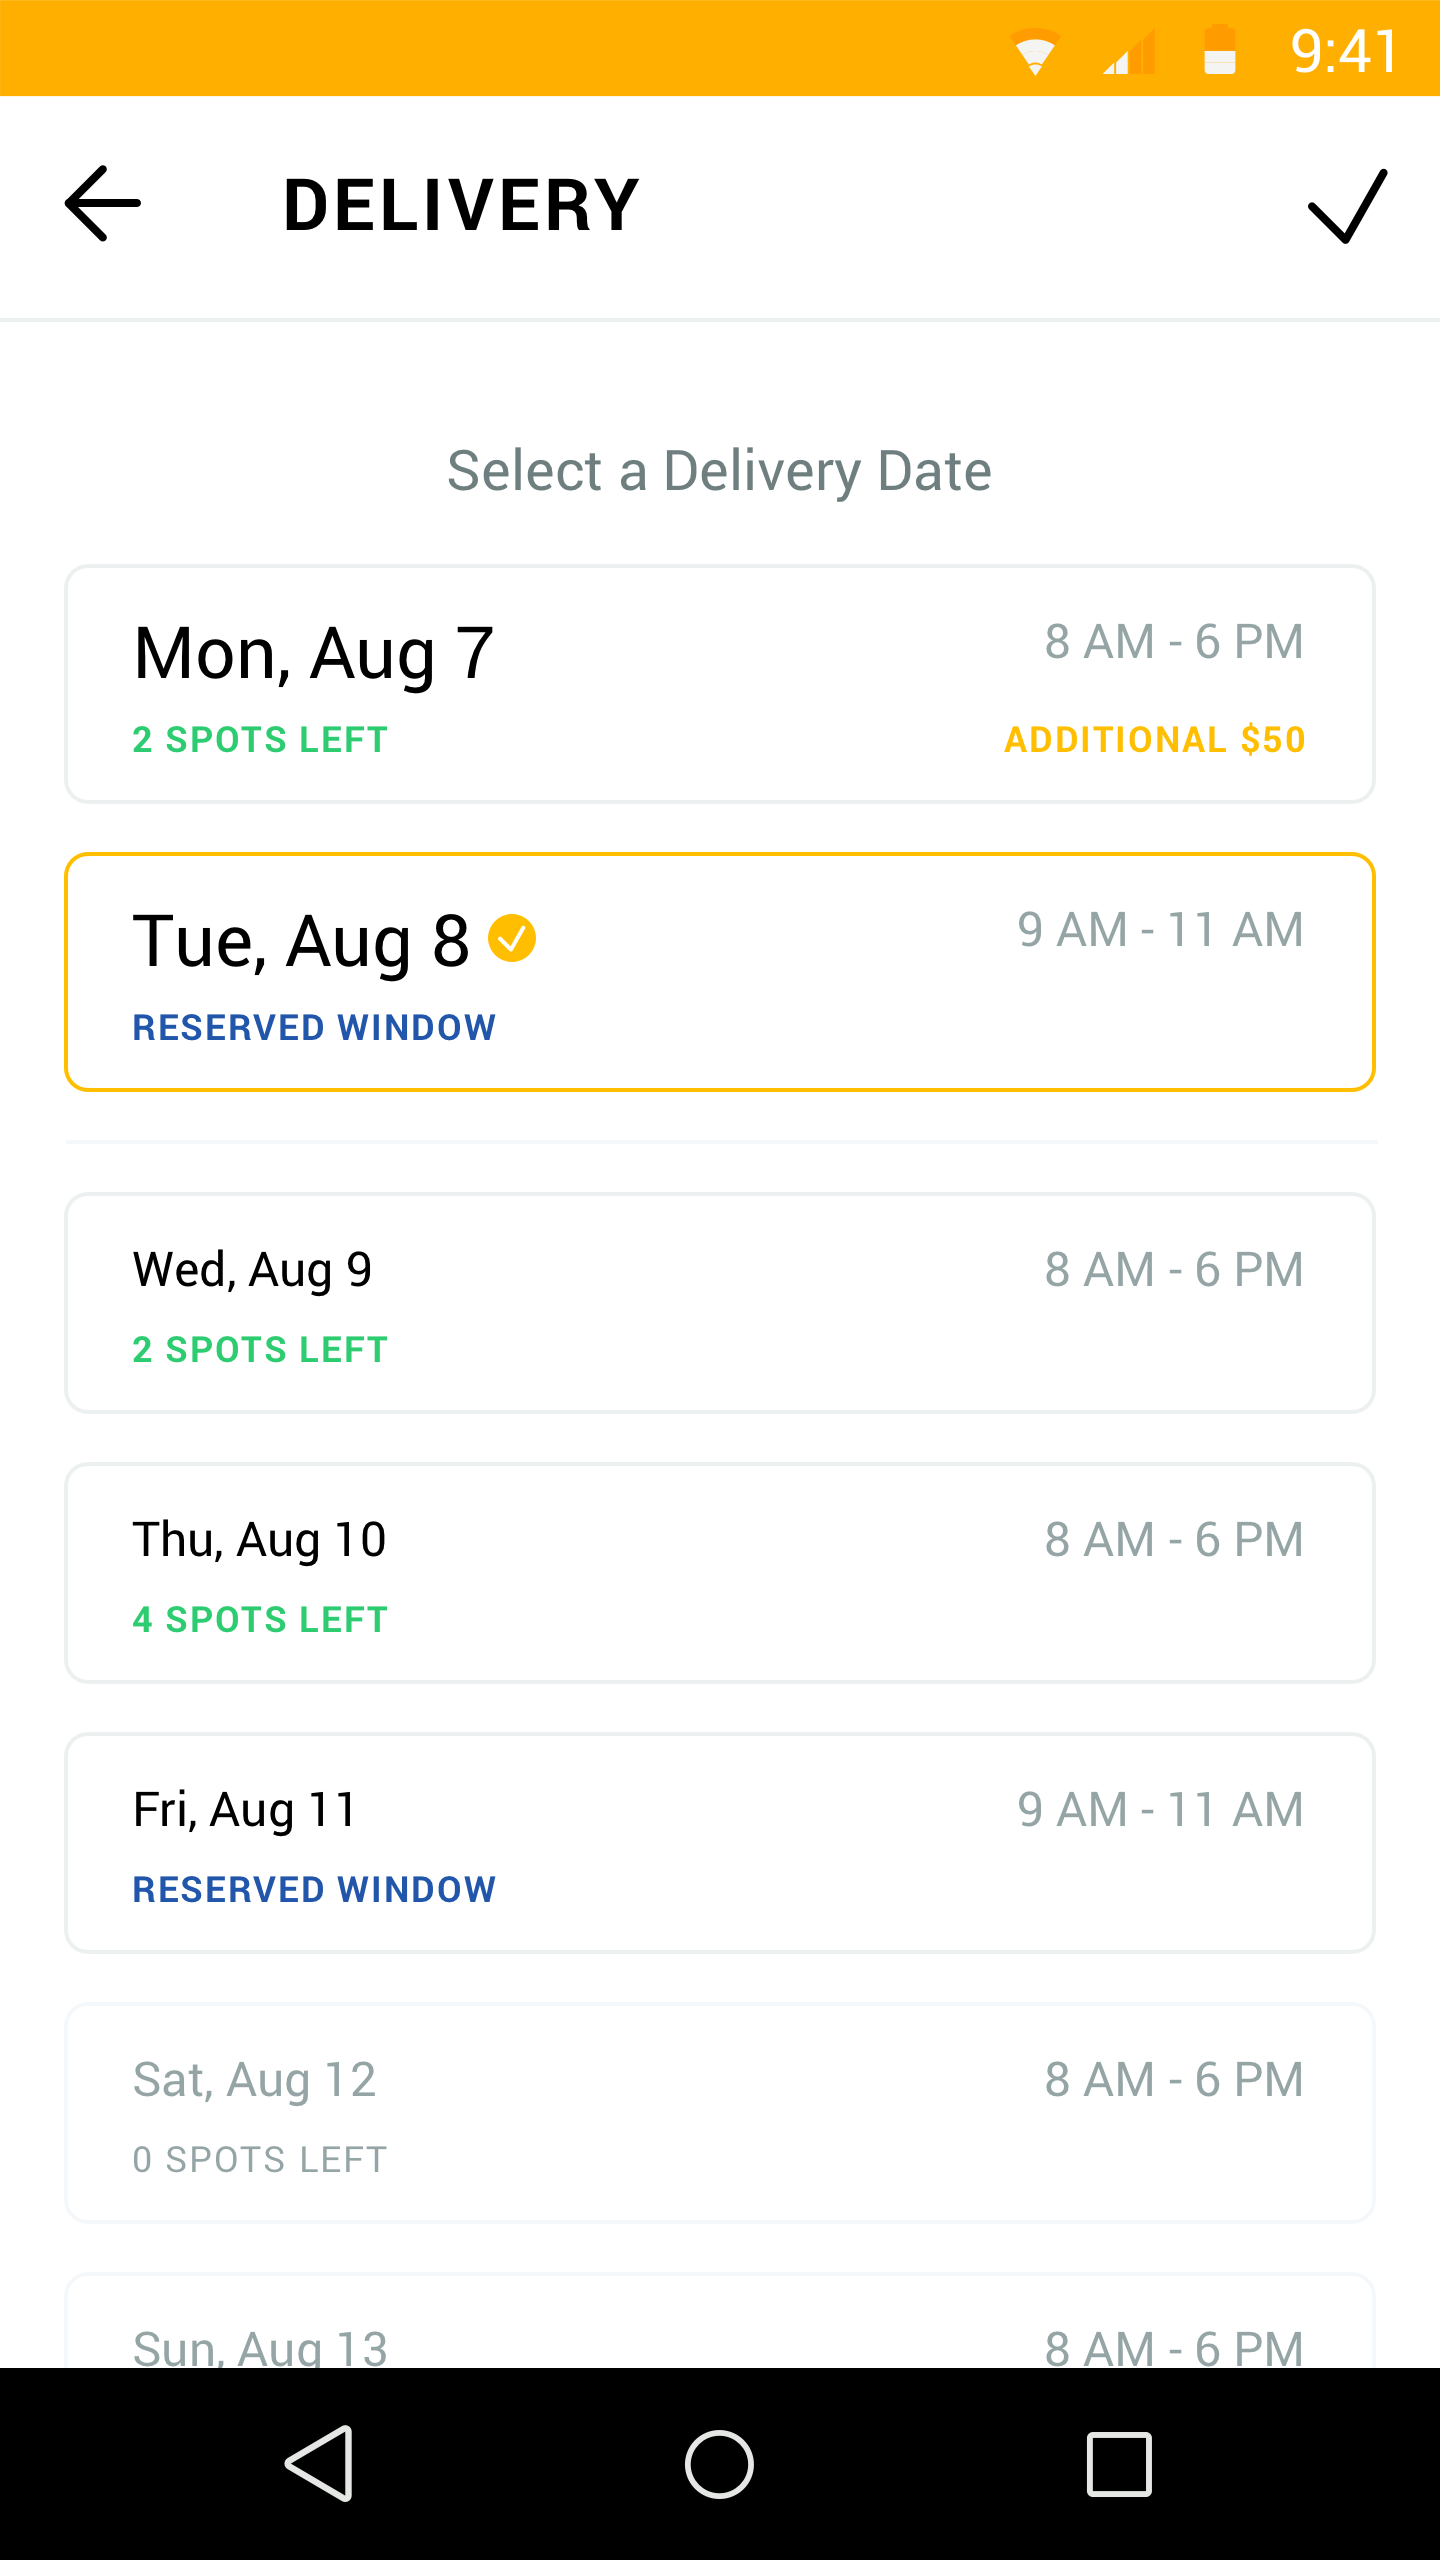 9:41
DELIVERY
Select a Delivery Date
Mon, Aug 7
8 AM - 6 PM
2 SPOTS LEFT
ADDITIONAL $50
Tue, Aug 8
9 AM - 11 AM
RESERVED WINDOW
Wed, Aug 9
8 AM - 6 PM
2 SPOTS LEFT
Thu, Aug 10
8 AM - 6 PM
4 SPOTS LEFT
Fri, Aug 11
9 AM - 11 AM
RESERVED WINDOW
Sat, Aug 12
8 AM - 6 PM
0 SPOTS LEFT
Sun, Aug 13
8 AM - 6 PM